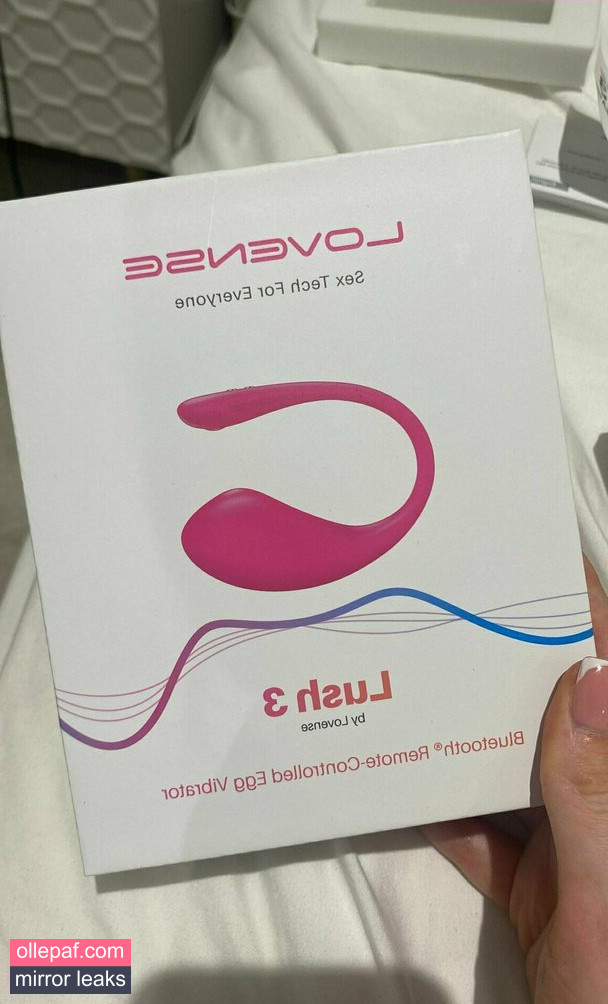 LOVENSE
Sex Tech For Everyone
Lush 3
by Lovense
Bluetooth® Remote-Controlled Egg Vibrator
ollepaf.com
mirror leaks